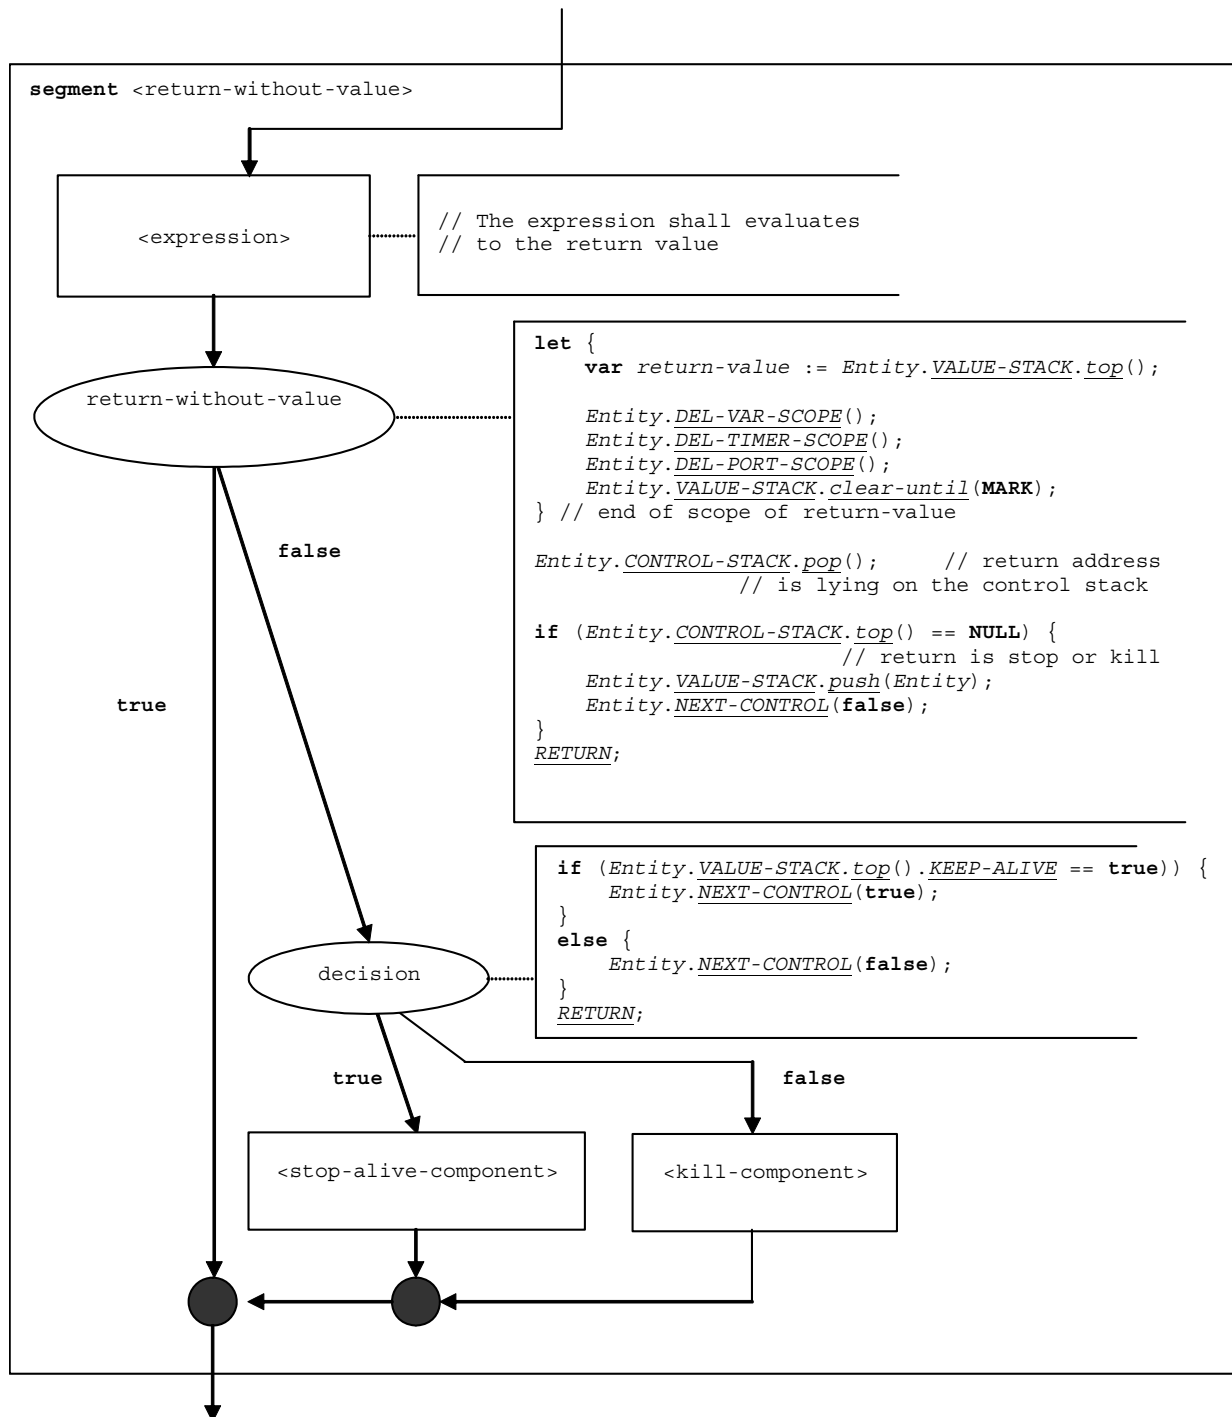 segment <return-without-value>
<expression>
// The expression shall evaluates
// to the return value
return-without-value
let {
var return-value := Entity.VALUE-STACK.top();
Entity.DEL-VAR-SCOPE();
Entity.DEL-TIMER-SCOPE();
Entity.DEL-PORT-SCOPE();
Entity.VALUE-STACK.clear-until(MARK);
} // end of scope of return-value
Entity.CONTROL-STACK.pop(); // return address
// is lying on the control stack
if (Entity.CONTROL-STACK.top() == NULL) {
// return is stop or kill
Entity.VALUE-STACK.push(Entity);
Entity.NEXT-CONTROL(false);
}
RETURN;
false
true
decision
if (Entity.VALUE-STACK.top().KEEP-ALIVE == true)) {
Entity.NEXT-CONTROL(true);
}
else {
Entity.NEXT-CONTROL(false);
}
RETURN;
true
false
<stop-alive-component>
<kill-component>